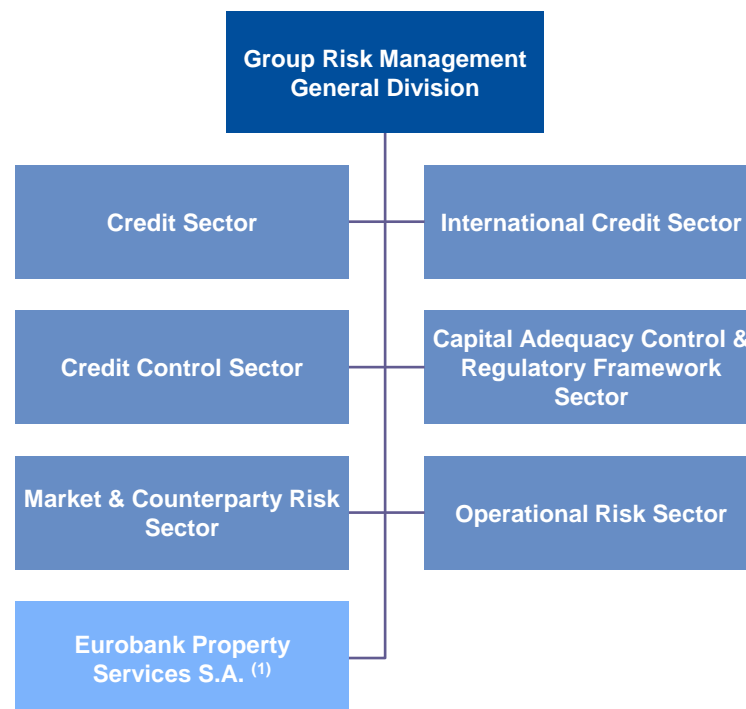 Group Risk Management
General Division
Credit Sector
International Credit Sector
Credit Control Sector
Capital Adequacy Control &
Regulatory Framework
Sector
Market & Counterparty Risk
Sector
Operational Risk Sector
Eurobank Property
Services S.A. (1)